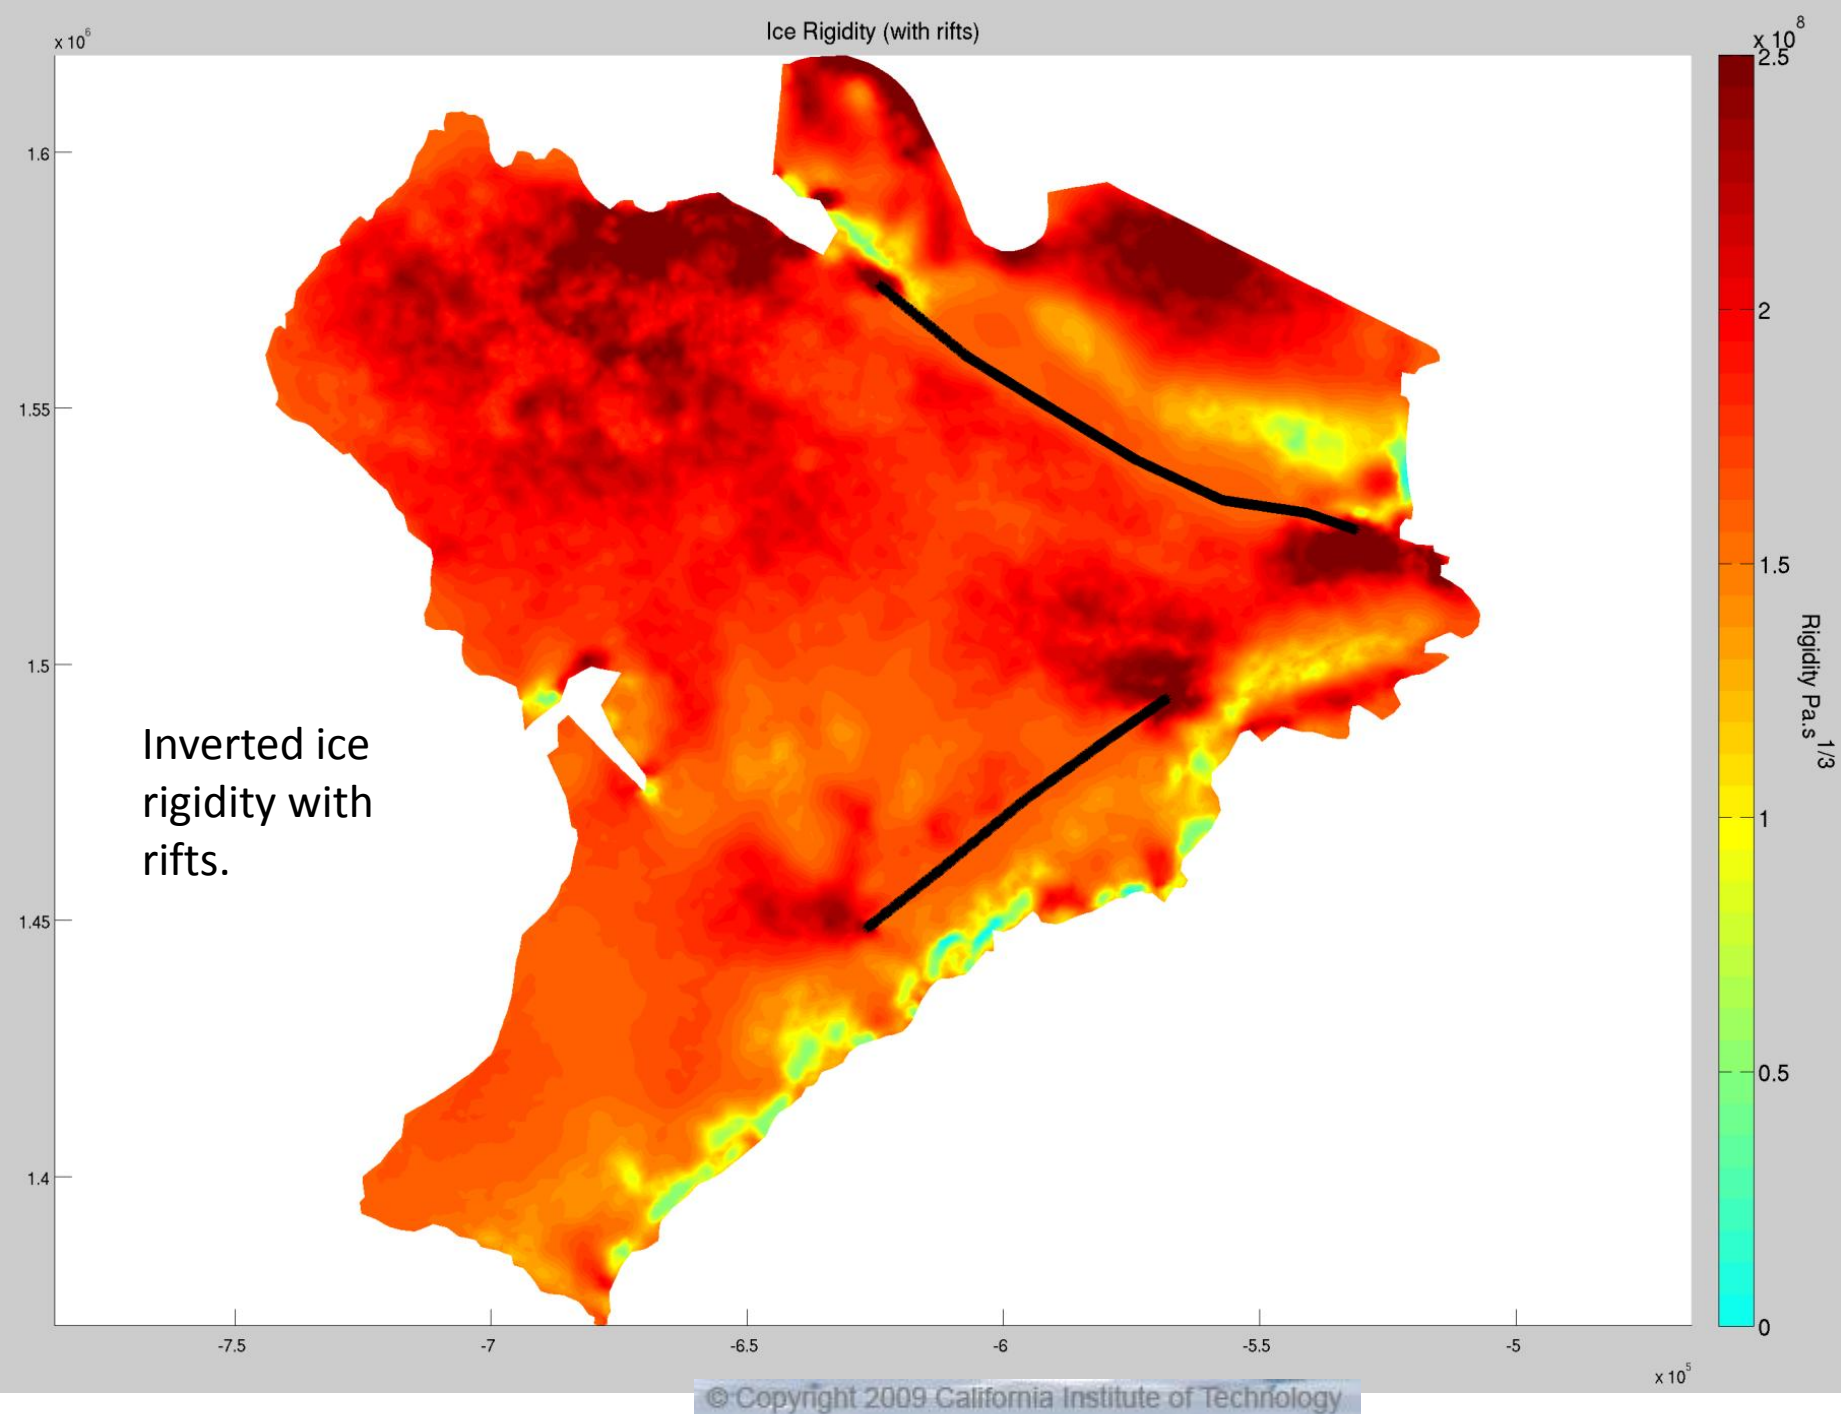 Ice Rigidity (with rifts)
x 10^6
1.6
1.55
1.5
1.45
1.4
-7.5
-7
-6.5
-6
-5.5
-5
x 10^5
x 10^8
2.5
2
1.5
1
0.5
0
Rigidity Pa.s^1/3
Inverted ice
rigidity with
rifts.
© Copyright 2009 California Institute of Technology